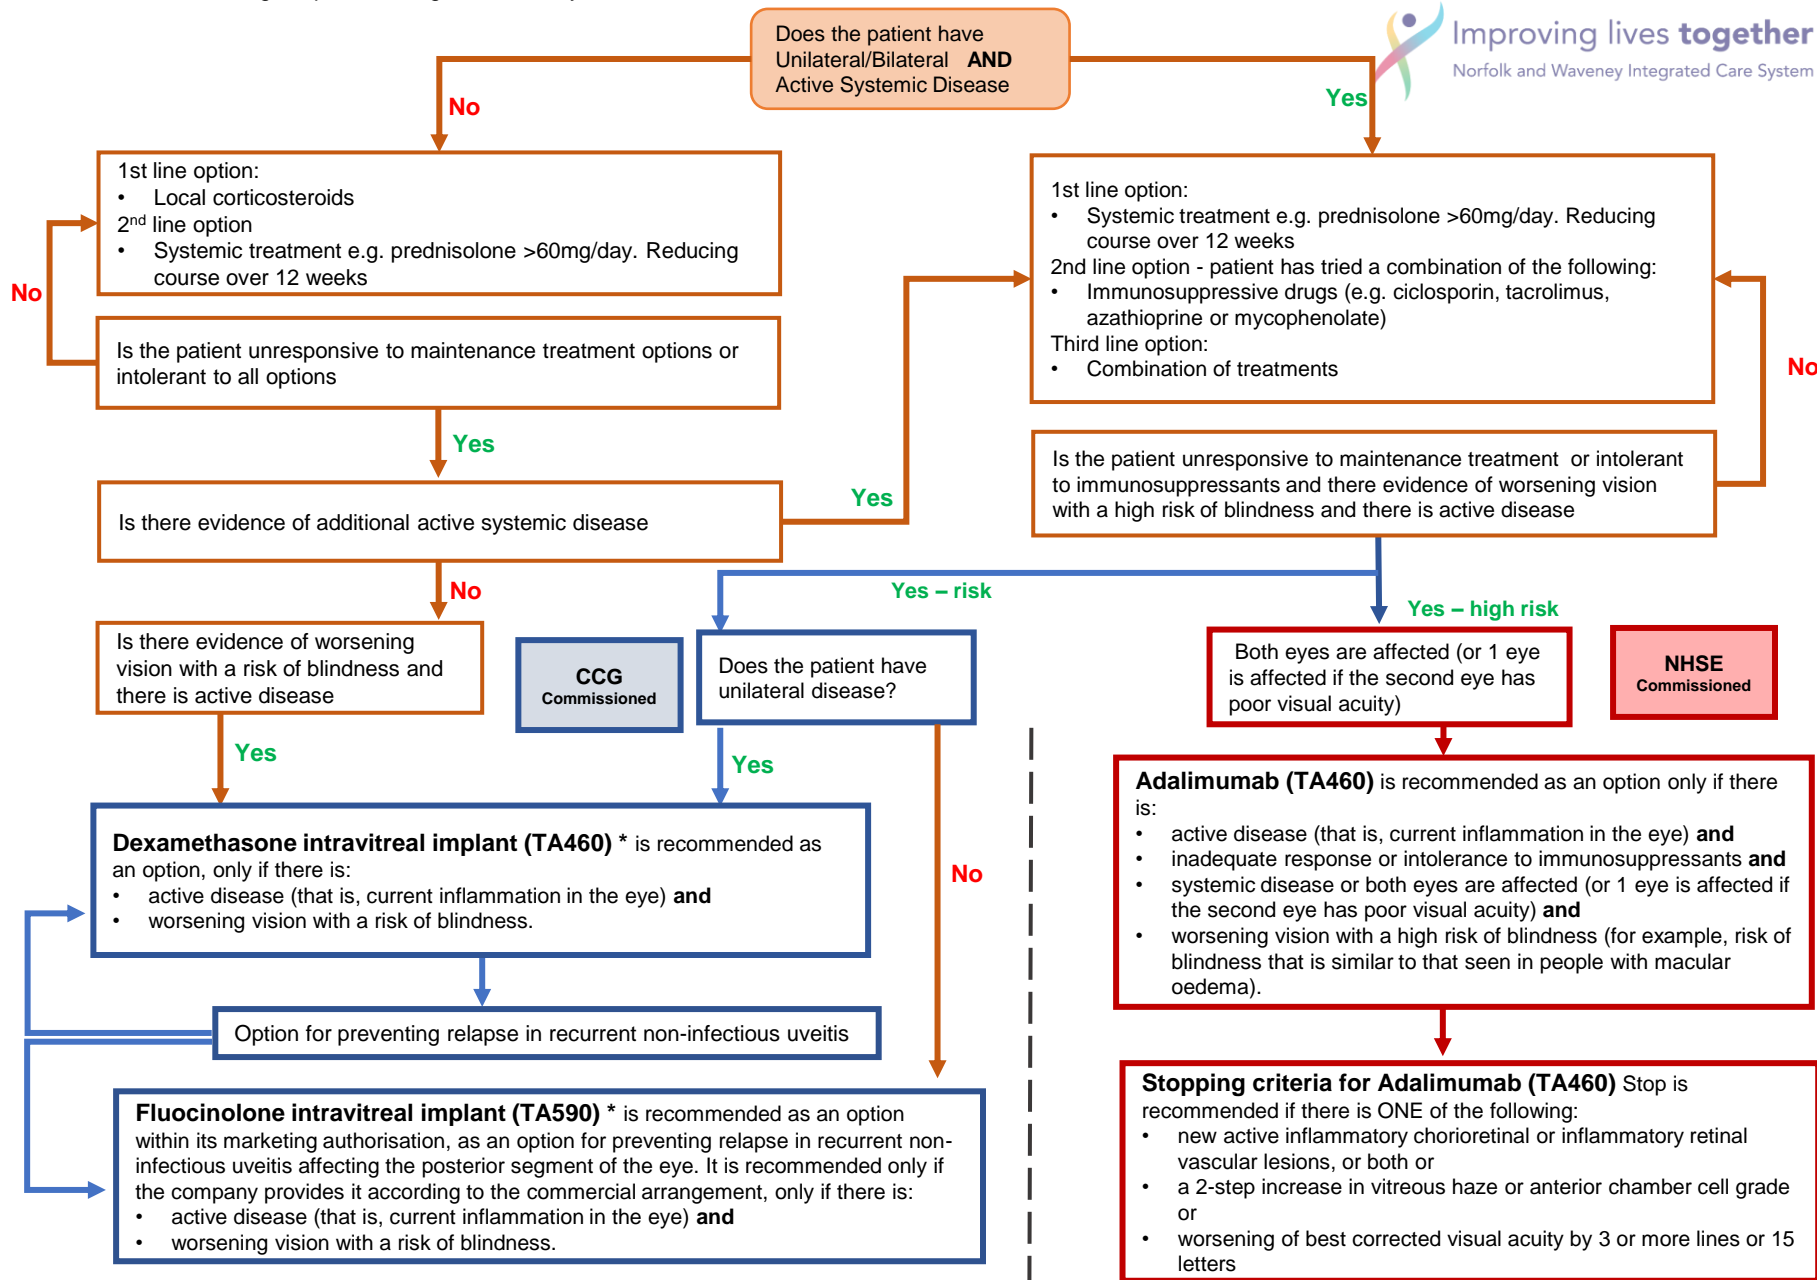 Does the patient have
Unilateral/Bilateral AND
Active Systemic Disease
Improving lives together
Norfolk and Waveney Integrated Care System
No
Yes
1st line option:
• Local corticosteroids
2nd line option
• Systemic treatment e.g. prednisolone >60mg/day. Reducing
course over 12 weeks
No
Is the patient unresponsive to maintenance treatment options or
intolerant to all options
Yes
Is there evidence of additional active systemic disease
Yes
No
1st line option:
• Systemic treatment e.g. prednisolone >60mg/day. Reducing
course over 12 weeks
2nd line option - patient has tried a combination of the following:
• Immunosuppressive drugs (e.g. ciclosporin, tacrolimus,
azathioprine or mycophenolate)
Third line option:
• Combination of treatments
No
Is the patient unresponsive to maintenance treatment or intolerant
to immunosuppressants and there evidence of worsening vision
with a high risk of blindness and there is active disease
Yes – risk
Yes – high risk
Is there evidence of worsening
vision with a risk of blindness and
there is active disease
CCG
Commissioned
Does the patient have
unilateral disease?
Both eyes are affected (or 1 eye
is affected if the second eye has
poor visual acuity)
NHSE
Commissioned
Yes
Yes
No
Dexamethasone intravitreal implant (TA460) * is recommended as
an option, only if there is:
• active disease (that is, current inflammation in the eye) and
• worsening vision with a risk of blindness.
Option for preventing relapse in recurrent non-infectious uveitis
Fluocinolone intravitreal implant (TA590) * is recommended as an option
within its marketing authorisation, as an option for preventing relapse in recurrent non-
infectious uveitis affecting the posterior segment of the eye. It is recommended only if
the company provides it according to the commercial arrangement, only if there is:
• active disease (that is, current inflammation in the eye) and
• worsening vision with a risk of blindness.
Adalimumab (TA460) is recommended as an option only if there
is:
• active disease (that is, current inflammation in the eye) and
• inadequate response or intolerance to immunosuppressants and
• systemic disease or both eyes are affected (or 1 eye is affected if
the second eye has poor visual acuity) and
• worsening vision with a high risk of blindness (for example, risk of
blindness that is similar to that seen in people with macular
oedema).
Stopping criteria for Adalimumab (TA460) Stop is
recommended if there is ONE of the following:
• new active inflammatory chorioretinal or inflammatory retinal
vascular lesions, or both or
• a 2-step increase in vitreous haze or anterior chamber cell grade
or
• worsening of best corrected visual acuity by 3 or more lines or 15
letters